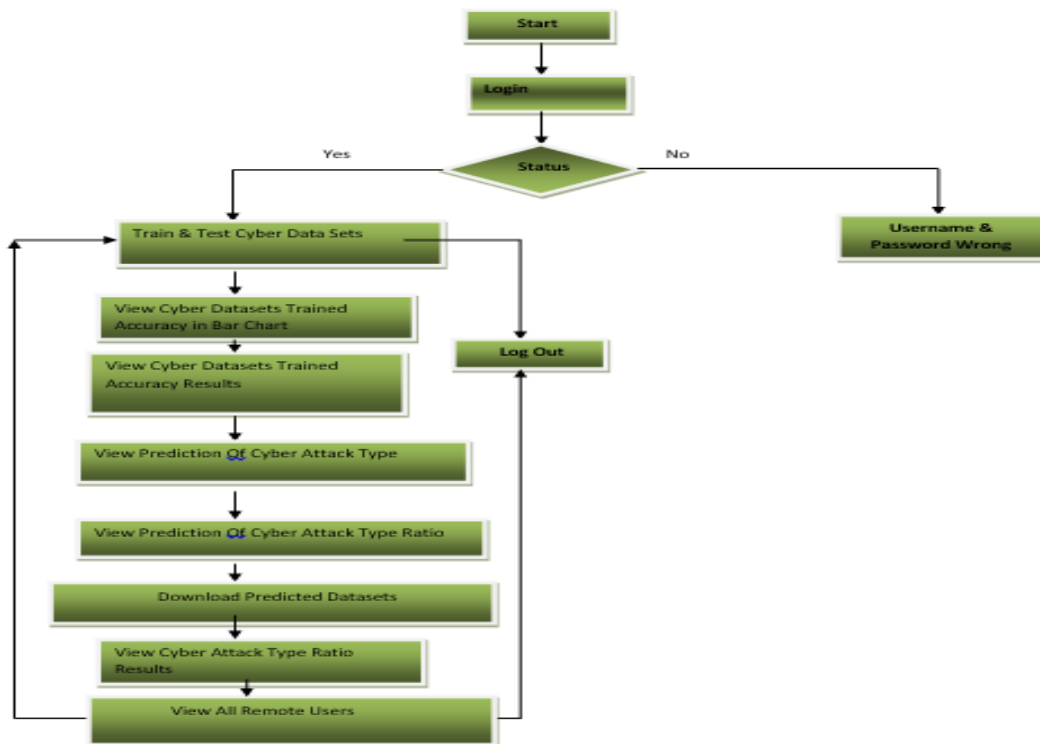 Start
Login
Yes
Status
No
Train & Test Cyber Data Sets
Username &
Password Wrong
View Cyber Datasets Trained
Accuracy in Bar Chart
Log Out
View Cyber Datasets Trained
Accuracy Results
View Prediction Of Cyber Attack Type
View Prediction Of Cyber Attack Type Ratio
Download Predicted Datasets
View Cyber Attack Type Ratio
Results
View All Remote Users